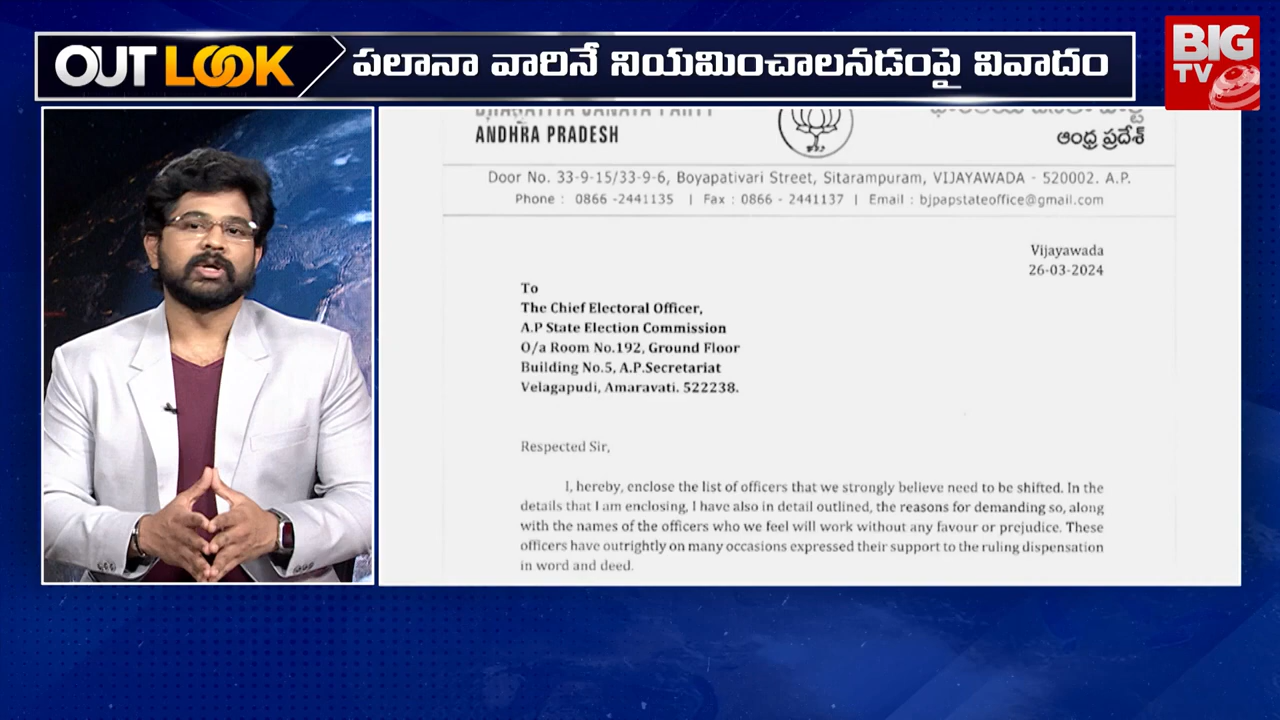 OUTLOOK పలానా వారినే నియమించాలనడంపై వివాదం
BIG
TV
ANDHRA PRADESH
ఆంధ్ర ప్రదేశ్
Door No. 33-9-15/33-9-6, Boyapativari Street, Sitarampuram, VIJAYAWADA - 520002. A.P.
Phone : 0866 -2441135 | Fax : 0866 - 2441137 | Email : bjpapstateoffice@gmail.com
Vijayawada
26-03-2024
To
The Chief Electoral Officer,
A.P State Election Commission
O/a Room No.192, Ground Floor
Building No.5, A.P.Secretariat
Velagapudi, Amaravati. 522238.
Respected Sir,
I, hereby, enclose the list of officers that we strongly believe need to be shifted. In the
details that I am enclosing, I have also in detail outlined, the reasons for demanding so, along
with the names of the officers who we feel will work without any favour or prejudice. These
officers have outrightly on many occasions expressed their support to the ruling dispensation
in word and deed.